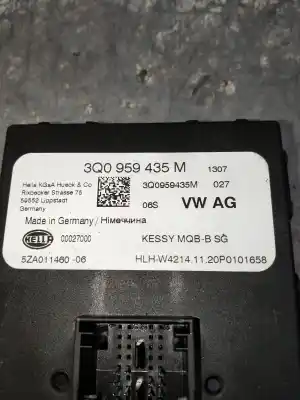 3Q0 959 435 M 1307
Hella KGaA Hueck & Co
Rixbecker Strasse 75
59552 Lippstadt
Germany
3Q0959435M 027
06S VW AG
Made in Germany / Німеччина
HELLA 00027000 KESSY MQB-B SG
5ZA011460 -06 HLH-W4214.11.20P0101658